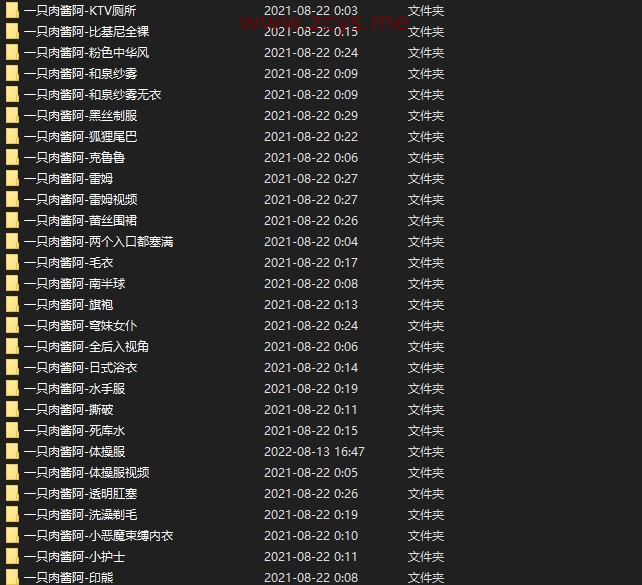 一只肉酱阿-KTV厕所 2021-08-22 0:03 文件夹
www.zcys.me
一只肉酱阿-比基尼全裸 2021-08-22 0:15 文件夹
一只肉酱阿-粉色中华风 2021-08-22 0:24 文件夹
一只肉酱阿-和泉纱雾 2021-08-22 0:09 文件夹
一只肉酱阿-和泉纱雾无衣 2021-08-22 0:09 文件夹
一只肉酱阿-黑丝制服 2021-08-22 0:29 文件夹
一只肉酱阿-狐狸尾巴 2021-08-22 0:22 文件夹
一只肉酱阿-克鲁鲁 2021-08-22 0:06 文件夹
一只肉酱阿-雷姆 2021-08-22 0:27 文件夹
一只肉酱阿-雷姆视频 2021-08-22 0:27 文件夹
一只肉酱阿-蕾丝围裙 2021-08-22 0:26 文件夹
一只肉酱阿-两个入口都塞满 2021-08-22 0:04 文件夹
一只肉酱阿-毛衣 2021-08-22 0:17 文件夹
一只肉酱阿-南半球 2021-08-22 0:08 文件夹
一只肉酱阿-旗袍 2021-08-22 0:13 文件夹
一只肉酱阿-穹妹女仆 2021-08-22 0:24 文件夹
一只肉酱阿-全后入视角 2021-08-22 0:06 文件夹
一只肉酱阿-日式浴衣 2021-08-22 0:14 文件夹
一只肉酱阿-水手服 2021-08-22 0:19 文件夹
一只肉酱阿-撕破 2021-08-22 0:11 文件夹
一只肉酱阿-死库水 2021-08-22 0:15 文件夹
一只肉酱阿-体操服 2022-08-13 16:47 文件夹
一只肉酱阿-体操服视频 2021-08-22 0:05 文件夹
一只肉酱阿-透明肛塞 2021-08-22 0:26 文件夹
一只肉酱阿-洗澡剃毛 2021-08-22 0:19 文件夹
一只肉酱阿-小恶魔束缚内衣 2021-08-22 0:10 文件夹
一只肉酱阿-小护士 2021-08-22 0:11 文件夹
一只肉酱阿-印熊 2021-08-22 0:08 文件夹